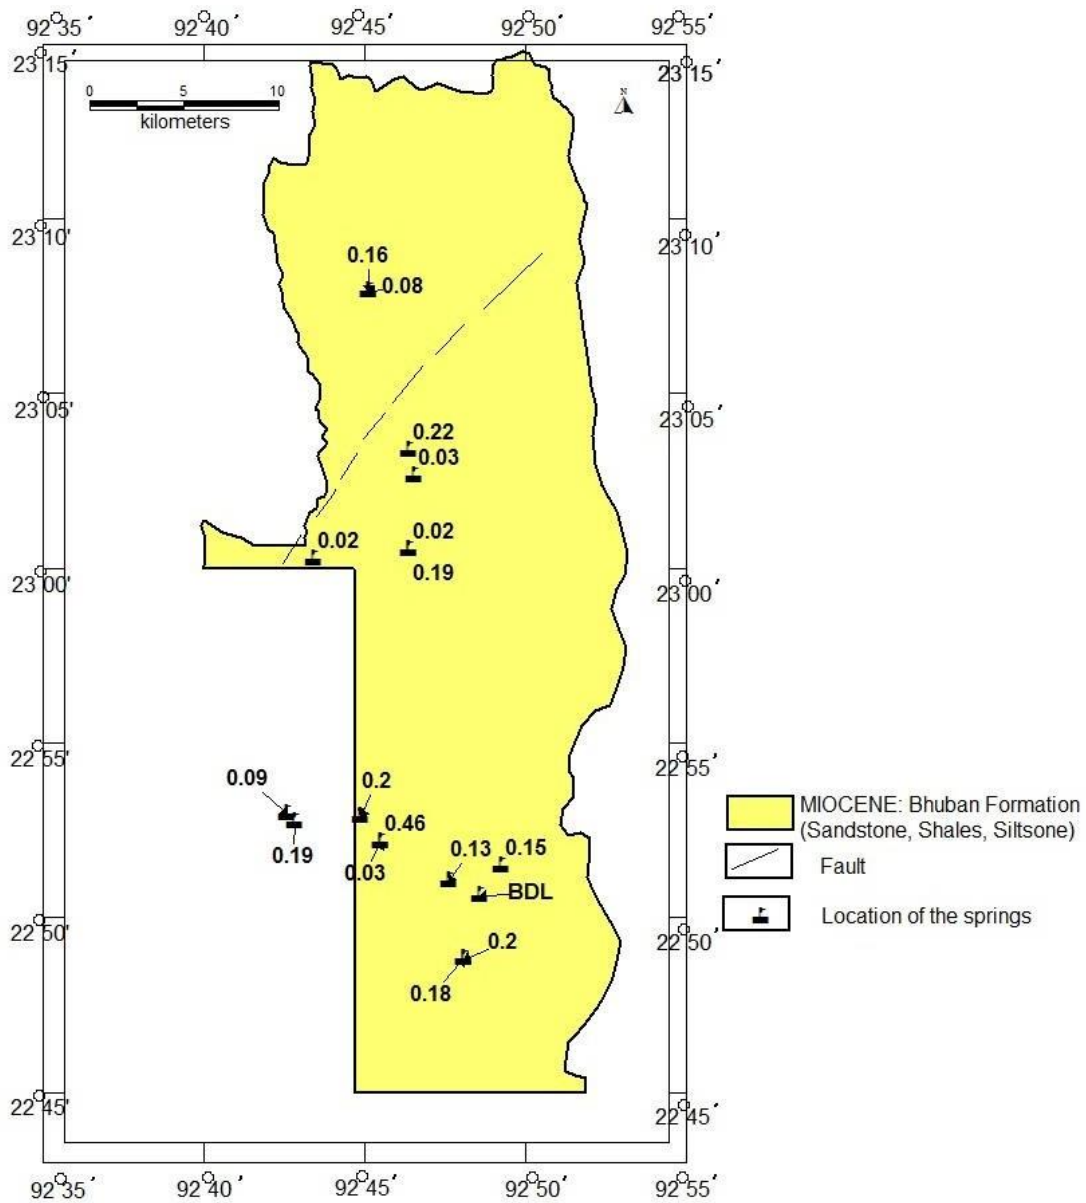 92°35' 92°40' 92°45' 92°50' 92°55'
23°15' 23°15'
0 5 10
kilometers
N
23°10' 23°10'
0.16
0.08
23°05' 23°05'
0.22
0.03
0.02 0.02
0.19
23°00' 23°00'
22°55' 22°55'
0.09 0.2
0.46
0.19 0.03 0.13 0.15
BDL
MIOCENE: Bhuban Formation
(Sandstone, Shales, Siltsone)
Fault
Location of the springs
22°50' 22°50'
0.2
0.18
22°45' 22°45'
92°35' 92°40' 92°45' 92°50' 92°55'